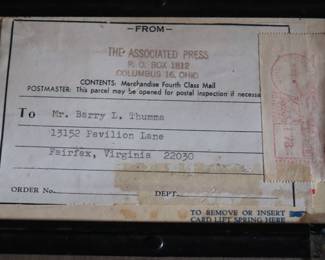 FROM
THE ASSOCIATED PRESS
P. O. BOX 1812
COLUMBUS 16, OHIO
CONTENTS: Merchandise Fourth Class Mail
POSTMASTER: This parcel may be opened for postal inspection if necessa
To Mr. Barry L. Thumma
13152 Pavilion Lane
Fairfax, Virginia 22030
ORDER No. DEPT.
TO REMOVE OR INSERT
CARD LIFT SPRING HERE